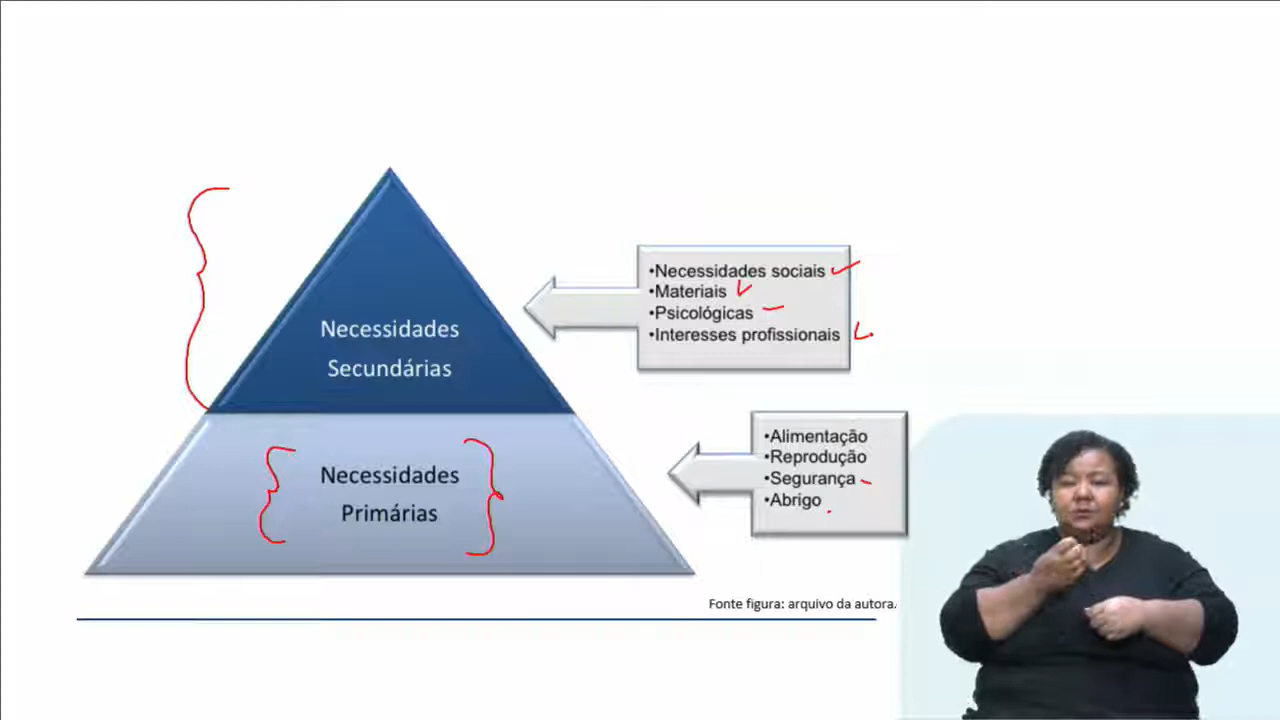 Necessidades
Secundárias
•Necessidades sociais
•Materiais
•Psicológicas
•Interesses profissionais
Necessidades
Primárias
•Alimentação
•Reprodução
•Segurança
•Abrigo
Fonte figura: arquivo da autora.